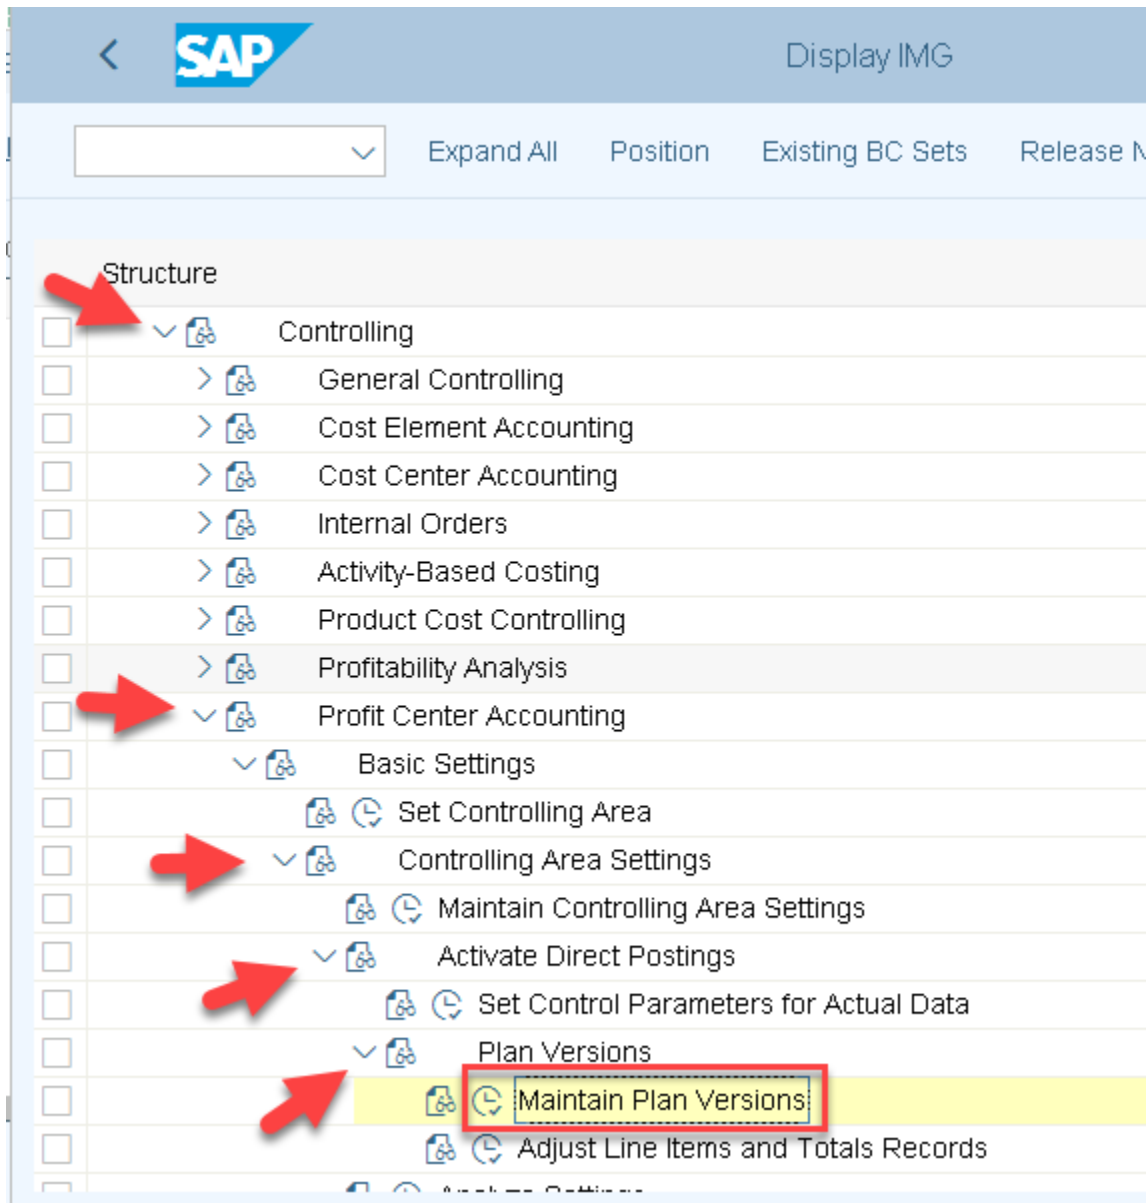 SAP
Display IMG
Expand All Position Existing BC Sets Release
Structure
Controlling
General Controlling
Cost Element Accounting
Cost Center Accounting
Internal Orders
Activity-Based Costing
Product Cost Controlling
Profitability Analysis
Profit Center Accounting
Basic Settings
Set Controlling Area
Controlling Area Settings
Maintain Controlling Area Settings
Activate Direct Postings
Set Control Parameters for Actual Data
Plan Versions
Maintain Plan Versions
Adjust Line Items and Totals Records